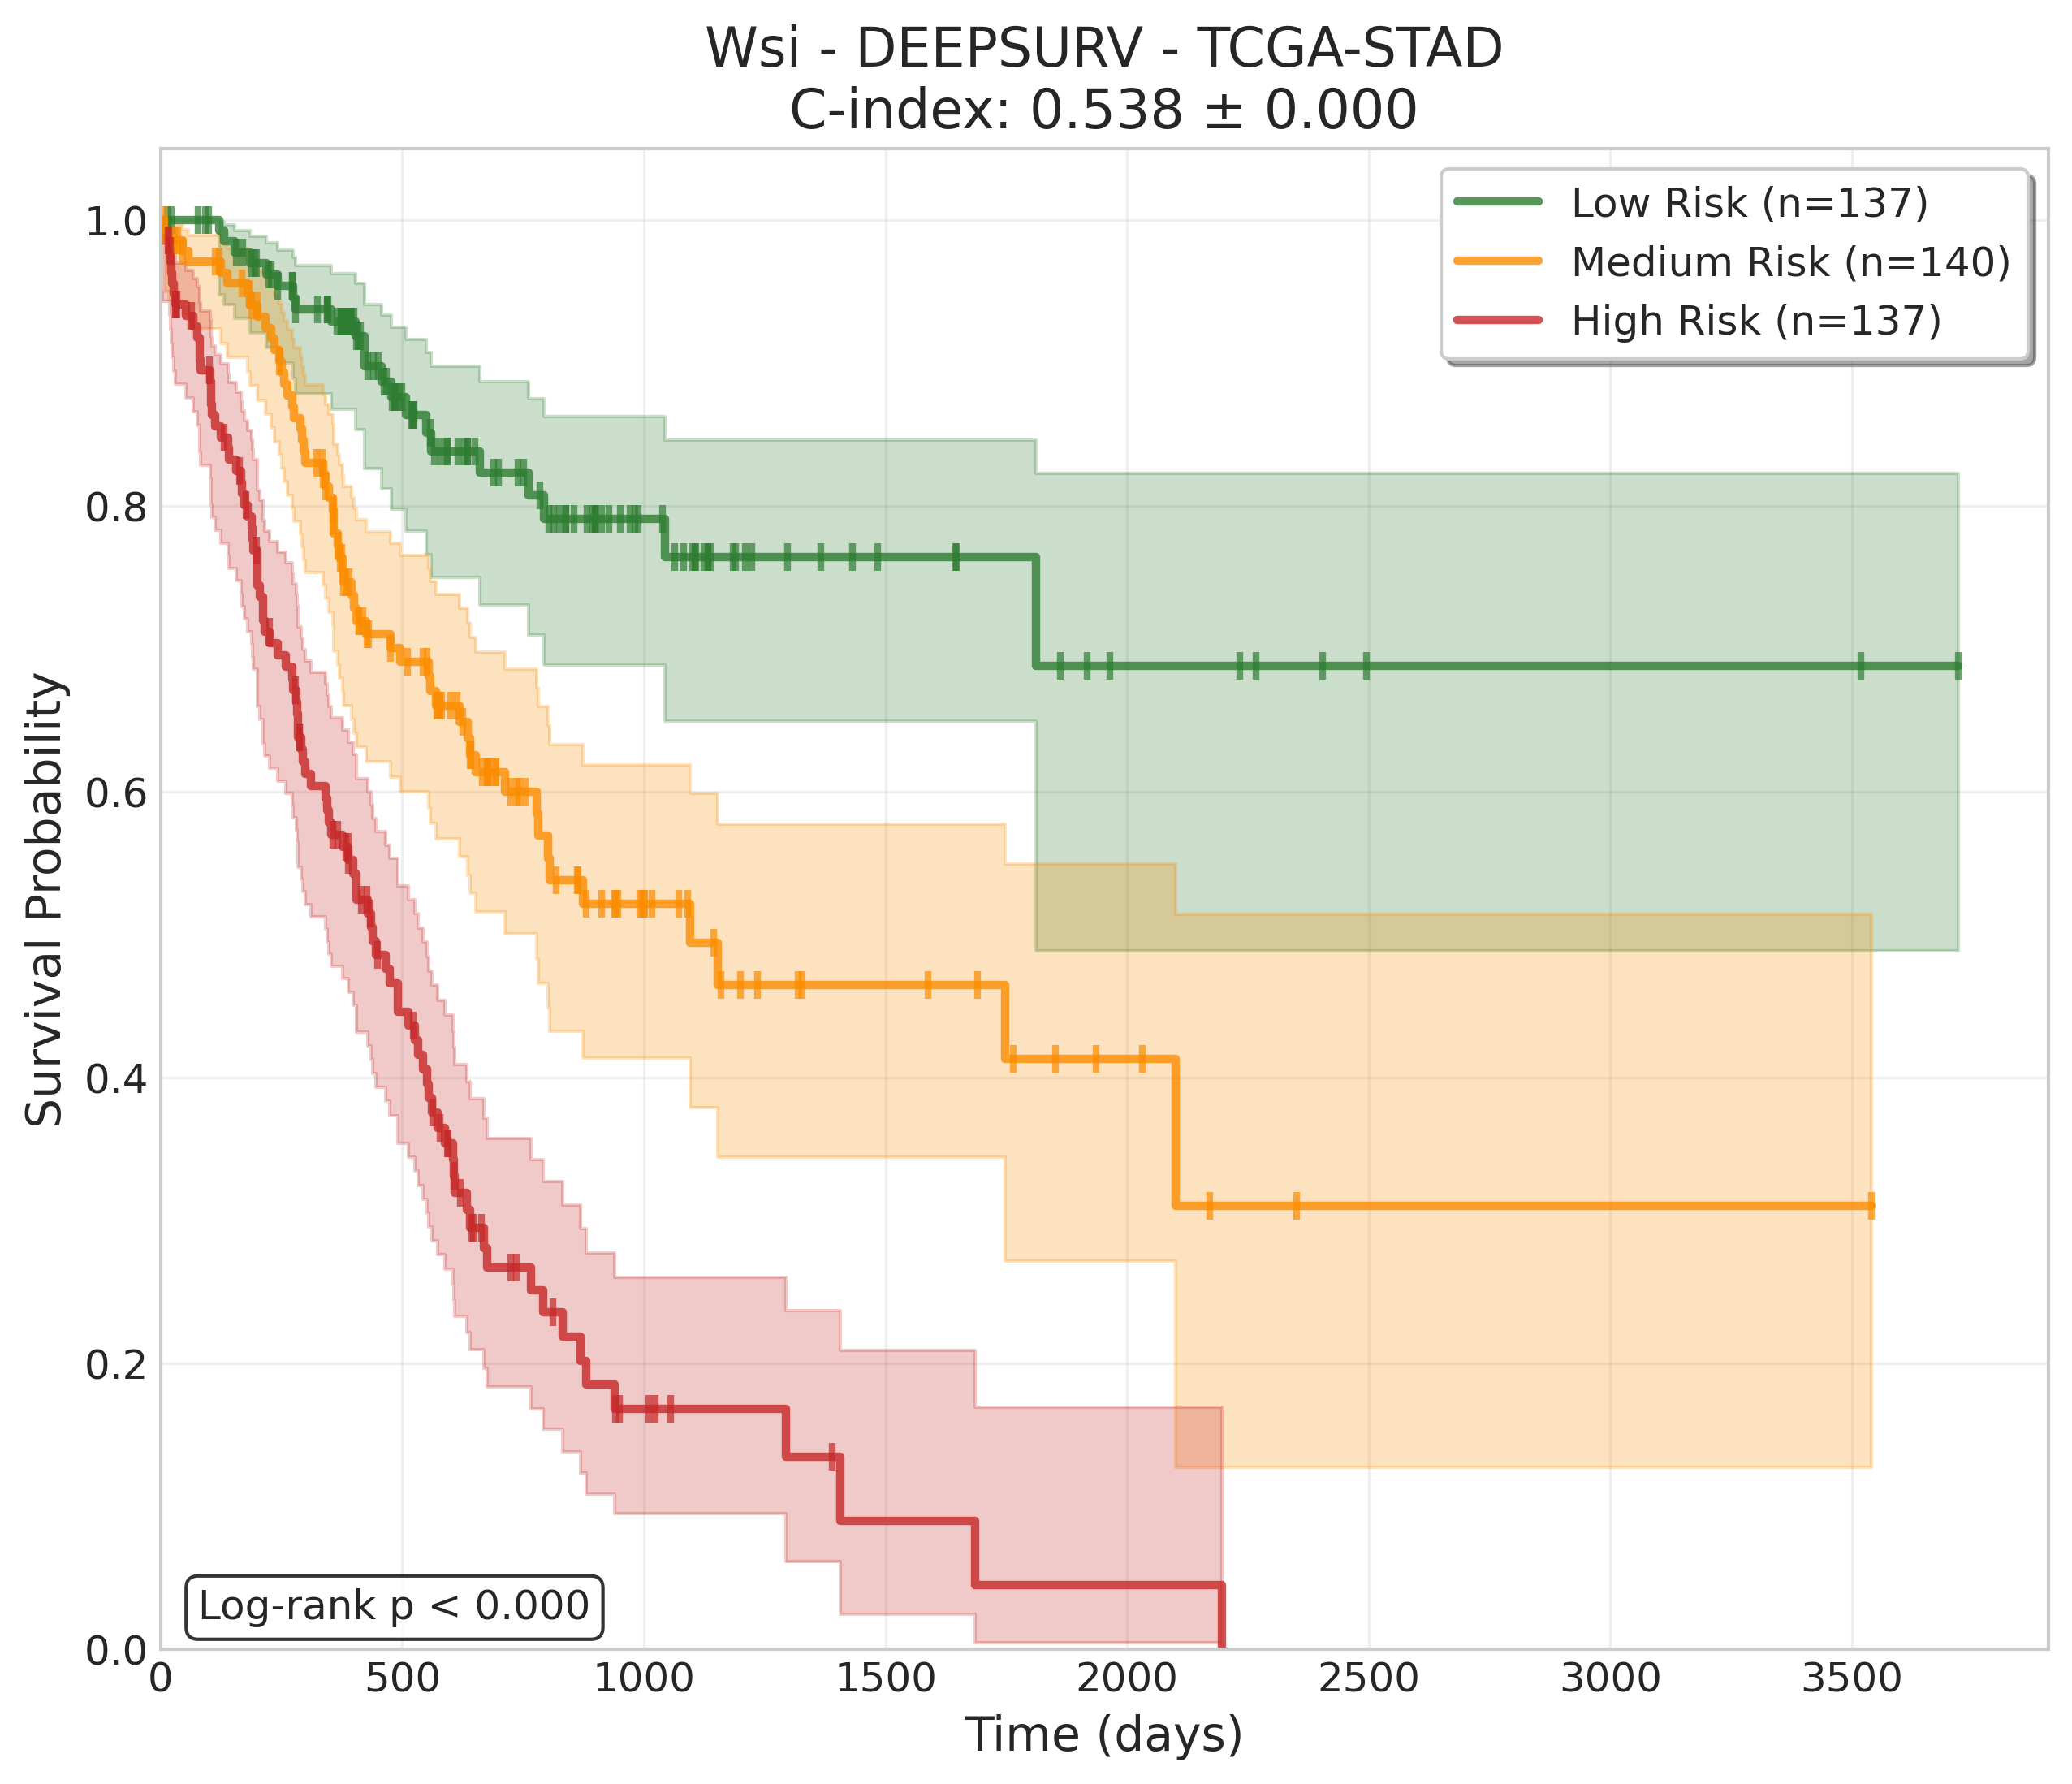 Wsi - DEEPSURV - TCGA-STAD
C-index: 0.538 ± 0.000
Low Risk (n=137)
Medium Risk (n=140)
High Risk (n=137)
Survival Probability
1.0
0.8
0.6
0.4
0.2
0.0
Log-rank p < 0.000
0 500 1000 1500 2000 2500 3000 3500
Time (days)